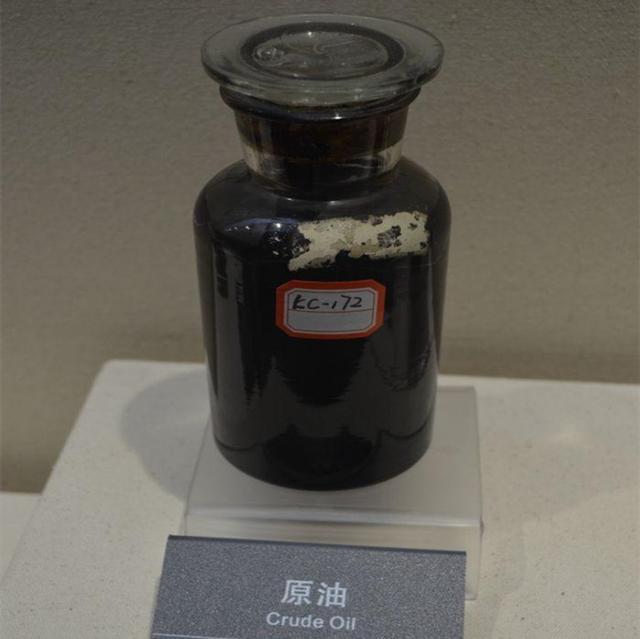 KC-172
原油
Crude Oil